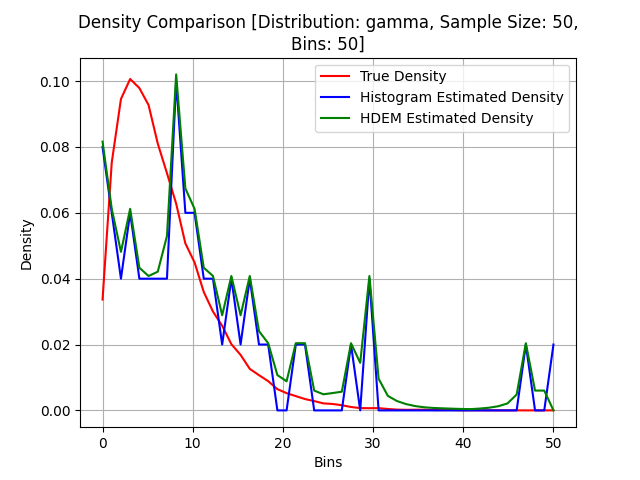 Density Comparison [Distribution: gamma, Sample Size: 50,
Bins: 50]
True Density
Histogram Estimated Density
HDEM Estimated Density
Density
0.10
0.08
0.06
0.04
0.02
0.00
0 10 20 30 40 50
Bins